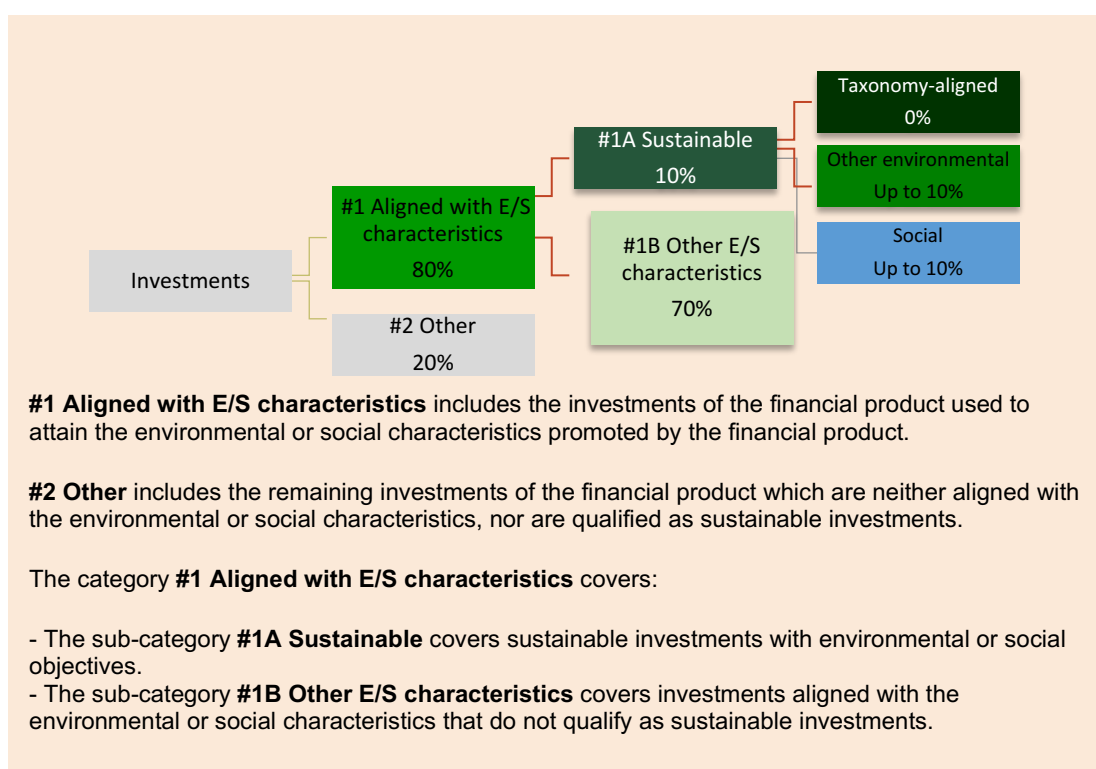 Taxonomy-aligned
0%
#1A Sustainable
10%
Other environmental
Up to 10%
#1 Aligned with E/S
characteristics
80%
#1B Other E/S
characteristics
70%
Social
Up to 10%
Investments
#2 Other
20%
#1 Aligned with E/S characteristics includes the investments of the financial product used to
attain the environmental or social characteristics promoted by the financial product.
#2 Other includes the remaining investments of the financial product which are neither aligned with
the environmental or social characteristics, nor are qualified as sustainable investments.
The category #1 Aligned with E/S characteristics covers:
- The sub-category #1A Sustainable covers sustainable investments with environmental or social
objectives.
- The sub-category #1B Other E/S characteristics covers investments aligned with the
environmental or social characteristics that do not qualify as sustainable investments.